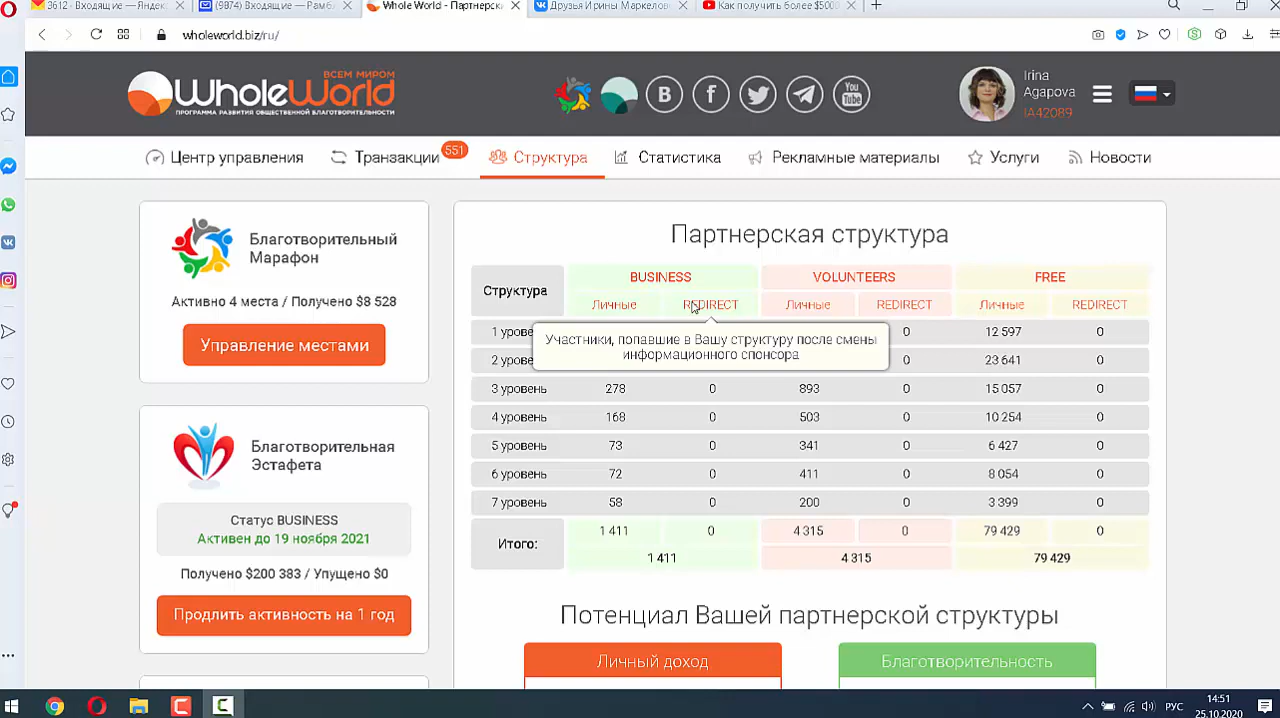 3612 · Входящие — Яндекс
(9874) Входящие — Рамбл
Whole World - Партнерска
Друзья Ирины Маркелов
Как получить более $5000
wholeworld.biz/ru/
ВСЕМ МИРОМ
WholeWorld
ПРОГРАММА РАЗВИТИЯ ОБЩЕСТВЕННОЙ БЛАГОТВОРИТЕЛЬНОСТИ
B
f
You Tube
Irina
Agapova
IA42089
Центр управления
Транзакции
551
Структура
Статистика
Рекламные материалы
Услуги
Новости
Благотворительный
Марафон
Активно 4 места / Получено $8 528
Управление местами
Благотворительная
Эстафета
Статус BUSINESS
Активен до 19 ноября 2021
Получено $200 383 / Упущено $0
Продлить активность на 1 год
Партнерская структура
Структура BUSINESS VOLUNTEERS FREE
Личные REDIRECT Личные REDIRECT Личные REDIRECT
1 уровень 0 12 597 0
2 уровень 0 23 641 0
Участники, попавшие в Вашу структуру после смены
информационного спонсора
3 уровень 278 0 893 0 15 057 0
4 уровень 168 0 503 0 10 254 0
5 уровень 73 0 341 0 6 427 0
6 уровень 72 0 411 0 8 054 0
7 уровень 58 0 200 0 3 399 0
Итого: 1 411 0 4 315 0 79 429 0
1 411 4 315 79 429
Потенциал Вашей партнерской структуры
Личный доход
Благотворительность
РУС
14:51
25.10.2020